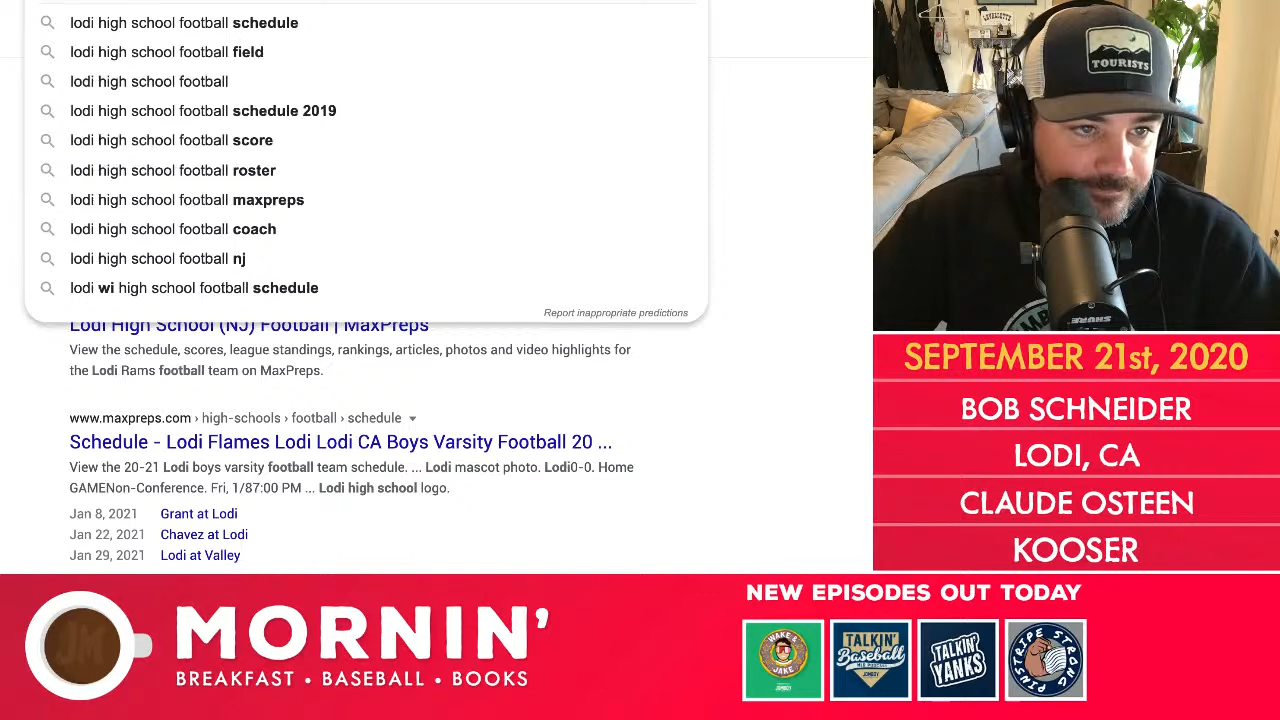 lodi high school football schedule
lodi high school football field
lodi high school football
lodi high school football schedule 2019
lodi high school football score
lodi high school football roster
lodi high school football maxpreps
lodi high school football coach
lodi high school football nj
lodi wi high school football schedule
Report inappropriate predictions
Lodi High School (NJ) Football | MaxPreps
View the schedule, scores, league standings, rankings, articles, photos and video highlights for
the Lodi Rams football team on MaxPreps.
www.maxpreps.com › high-schools › football › schedule
Schedule - Lodi Flames Lodi Lodi CA Boys Varsity Football 20 ...
View the 20-21 Lodi boys varsity football team schedule. ... Lodi mascot photo. Lodi0-0. Home
GAMENon-Conference. Fri, 1/87:00 PM ... Lodi high school logo.
Jan 8, 2021 Grant at Lodi
Jan 22, 2021 Chavez at Lodi
Jan 29, 2021 Lodi at Valley
TOURISTS
SHURE
SEPTEMBER 21st, 2020
BOB SCHNEIDER
LODI, CA
CLAUDE OSTEEN
KOOSER
JK
MORNIN'
BREAKFAST • BASEBALL • BOOKS
NEW EPISODES OUT TODAY
WAKE &
JAKE
TALKIN'
Baseball
TALKIN'
YANKS
PINSTRIPE STRONG